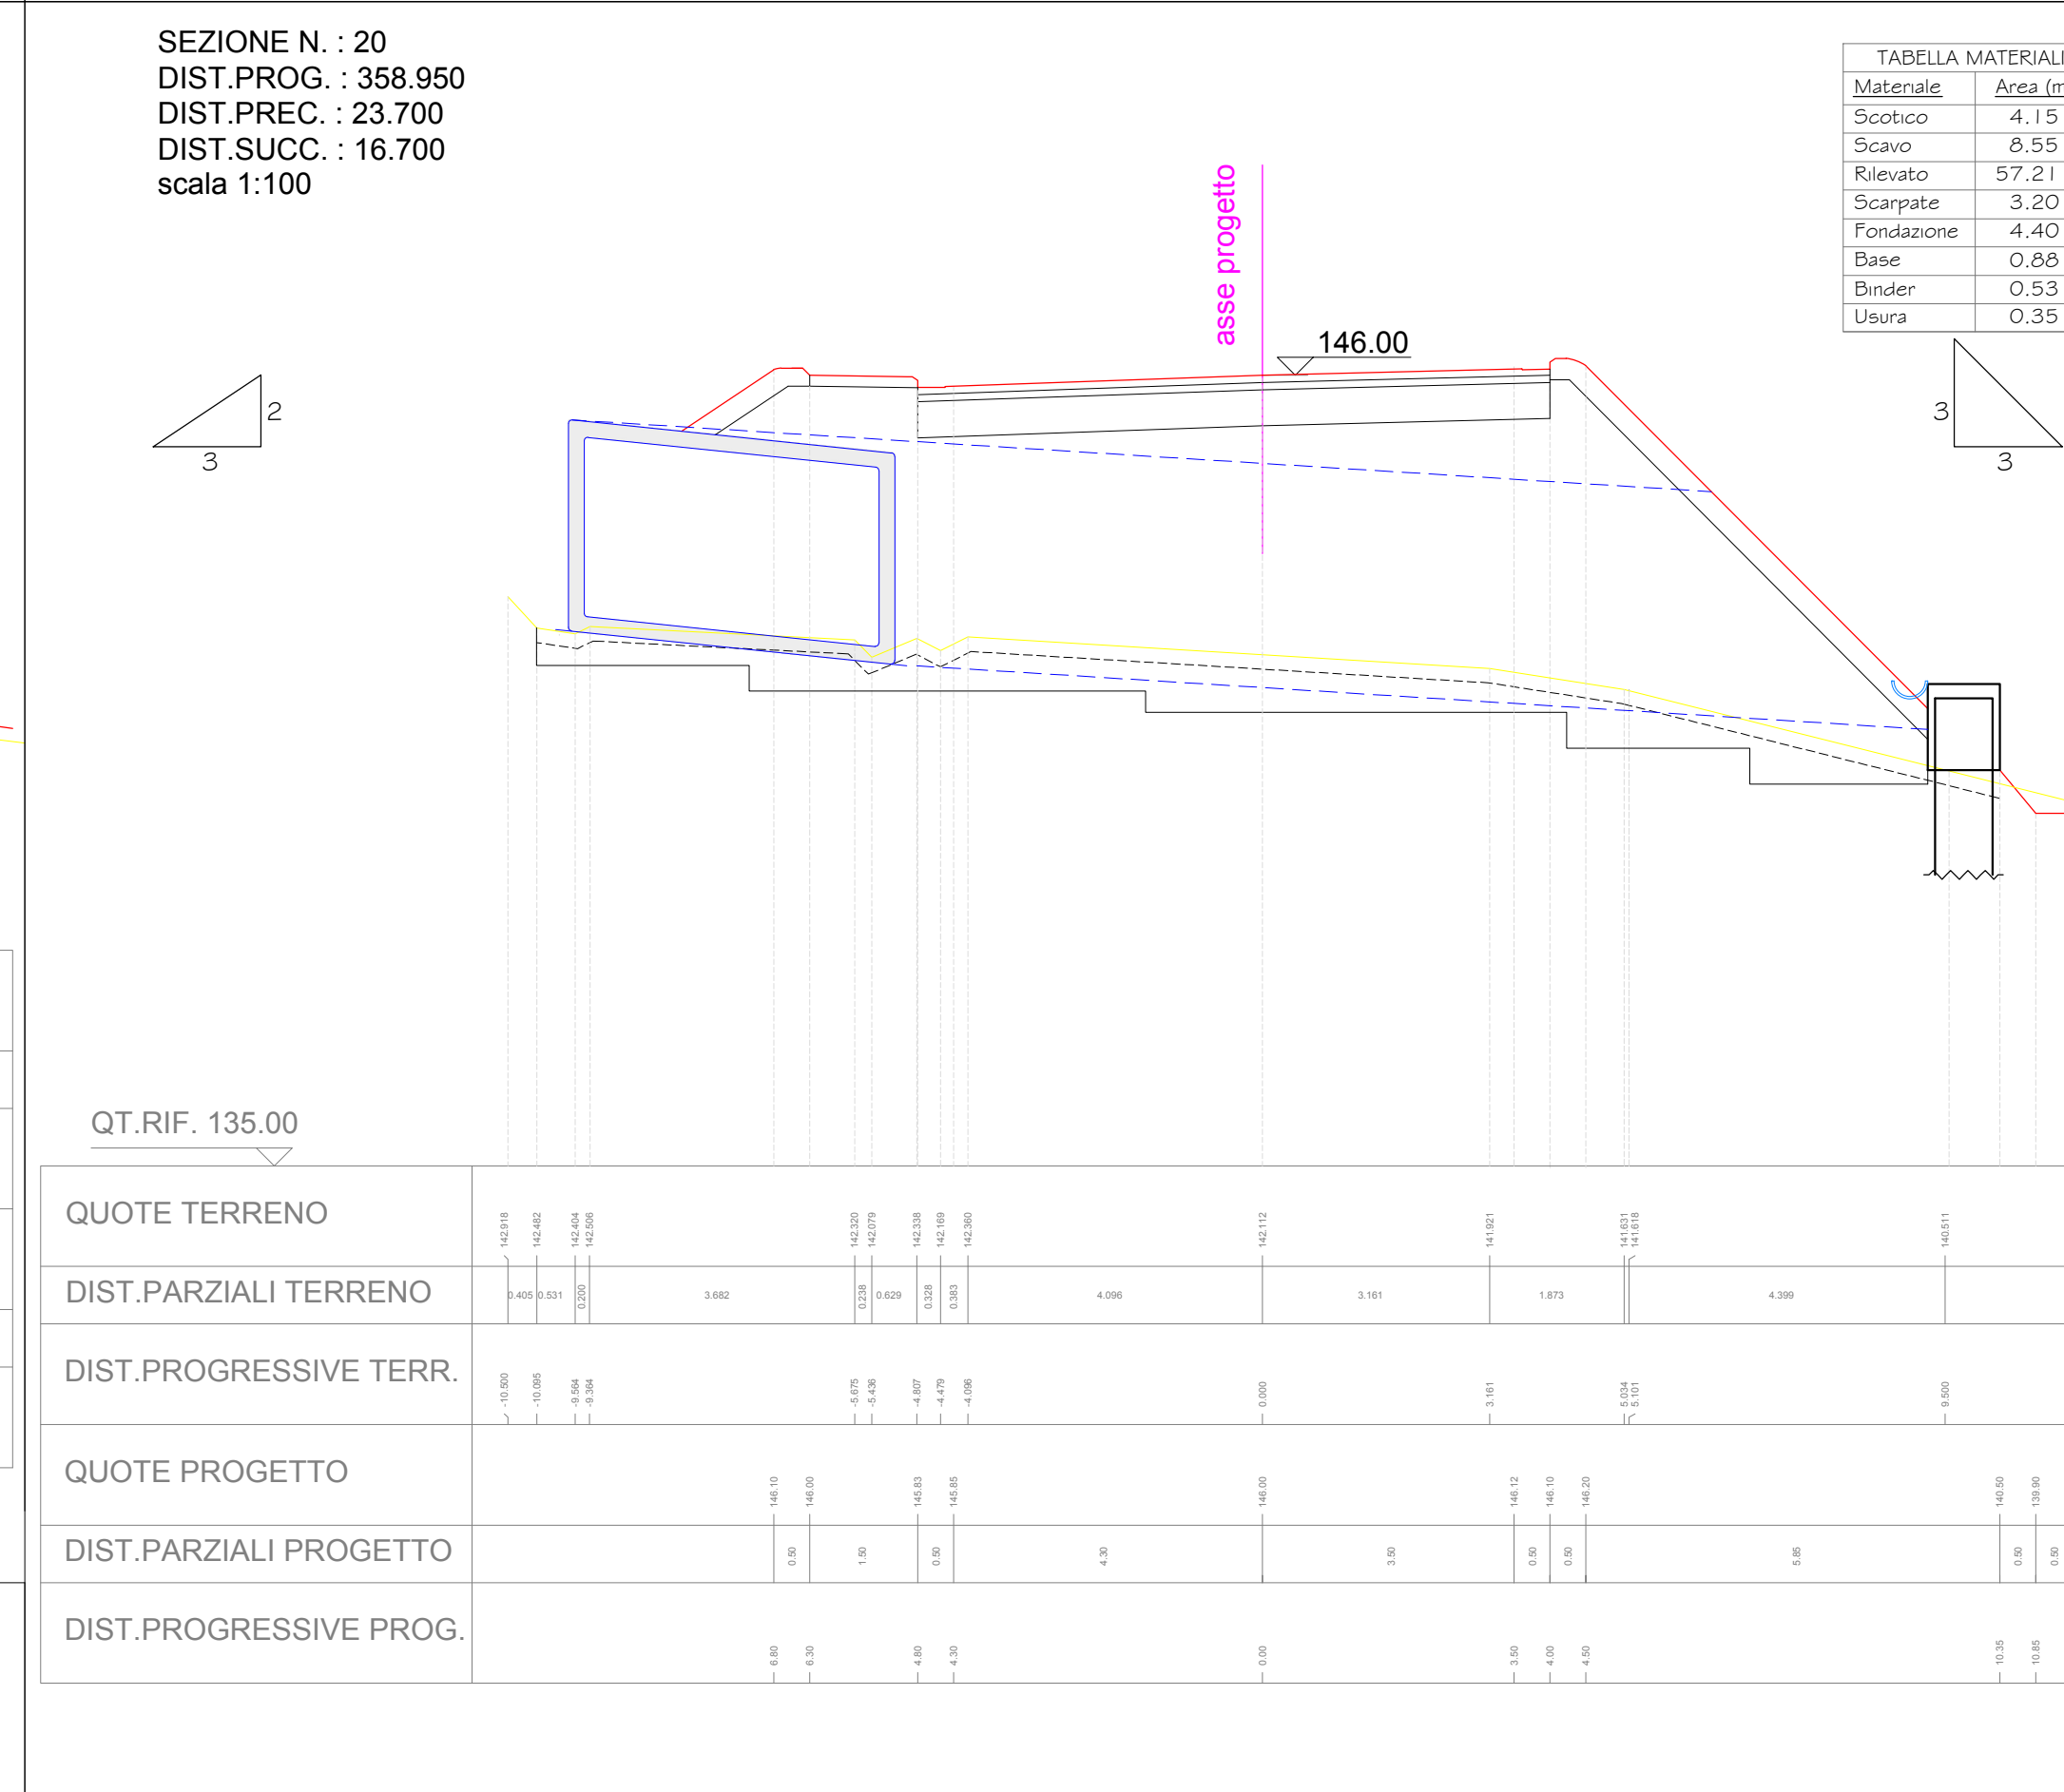 SEZIONE N. : 20
DIST.PROG. : 358.950
DIST.PREC. : 23.700
DIST.SUCC. : 16.700
scala 1:100
TABELLA MATERIALI
Materiale Area (m
Scotico 4.15
Scavo 8.55
Rilevato 57.21
Scarpate 3.20
Fondazione 4.40
Base 0.88
Binder 0.53
Usura 0.35
asse progetto
146.00
2
3
3
3
QT.RIF. 135.00
QUOTE TERRENO 142.918 142.482 142.404 142.506 142.320 142.079 142.338 142.169 142.360 142.112 141.921 141.631 141.618 140.511
DIST.PARZIALI TERRENO 0.405 0.531 0.200 3.682 0.238 0.629 0.328 0.383 4.096 3.161 1.873 4.399
DIST.PROGRESSIVE TERR. -10.500 -10.095 -9.564 -9.364 -5.675 -5.436 -4.807 -4.479 -4.096 0.000 3.161 5.034 5.101 9.500
QUOTE PROGETTO 146.10 146.00 145.83 145.85 146.00 146.12 146.10 146.20 140.50 139.90
DIST.PARZIALI PROGETTO 0.50 1.50 0.50 4.30 3.50 0.50 0.50 5.85 0.50 0.50
DIST.PROGRESSIVE PROG. 6.80 6.30 4.80 4.30 0.00 3.50 4.00 4.50 10.35 10.85